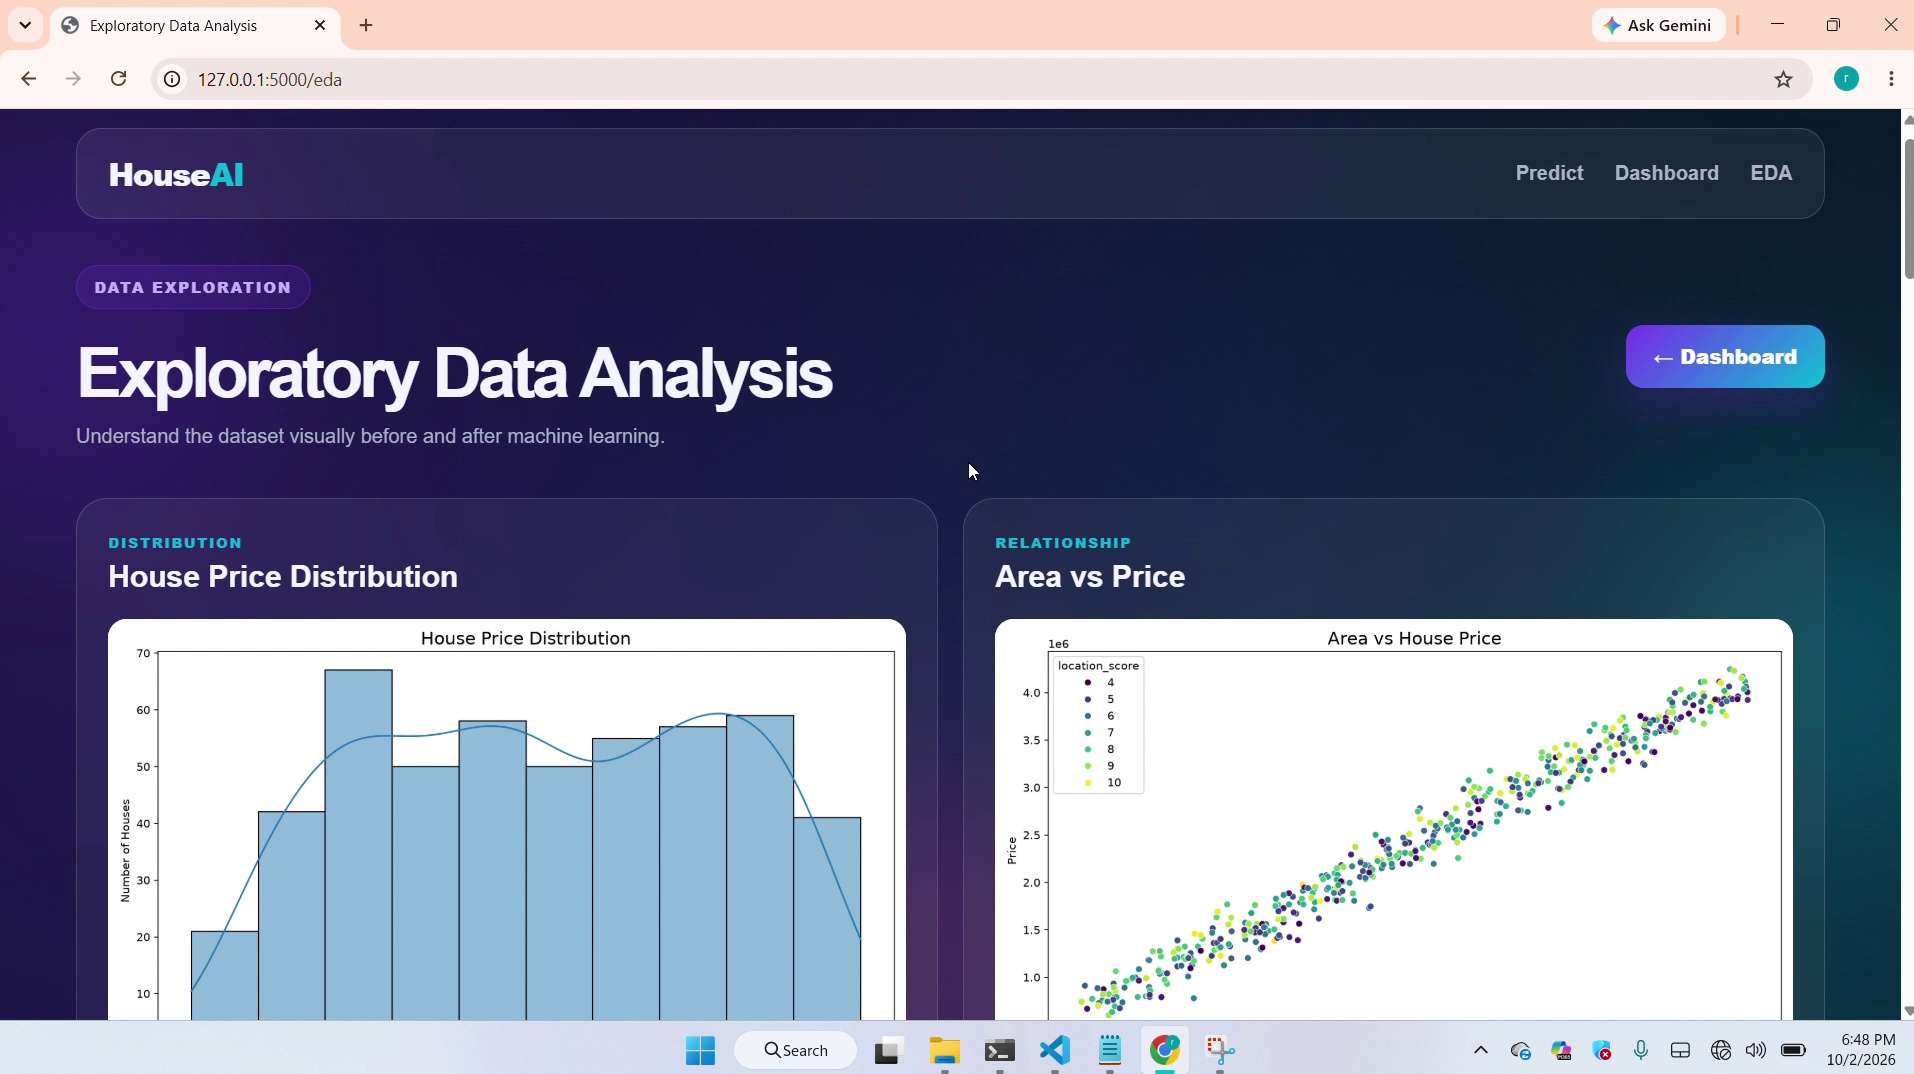 Exploratory Data Analysis
Ask Gemini
127.0.0.1:5000/eda
r
HouseAI
Predict
Dashboard
EDA
DATA EXPLORATION
Exploratory Data Analysis
← Dashboard
Understand the dataset visually before and after machine learning.
DISTRIBUTION
House Price Distribution
House Price Distribution
70
60
50
40
30
20
10
Number of Houses
RELATIONSHIP
Area vs Price
Area vs House Price
1e6
location_score
4
5
6
7
8
9
10
4.0
3.5
3.0
2.5
2.0
1.5
1.0
Price
Search
r
M365
6:48 PM
10/2/2026